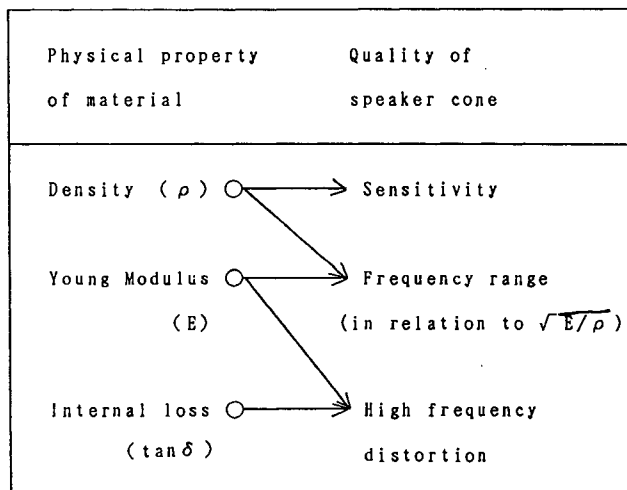 Physical property Quality of
of material speaker cone
Density (ρ) Sensitivity
Young Modulus Frequency range
(E) (in relation to √E/ρ)
Internal loss High frequency
(tanδ) distortion